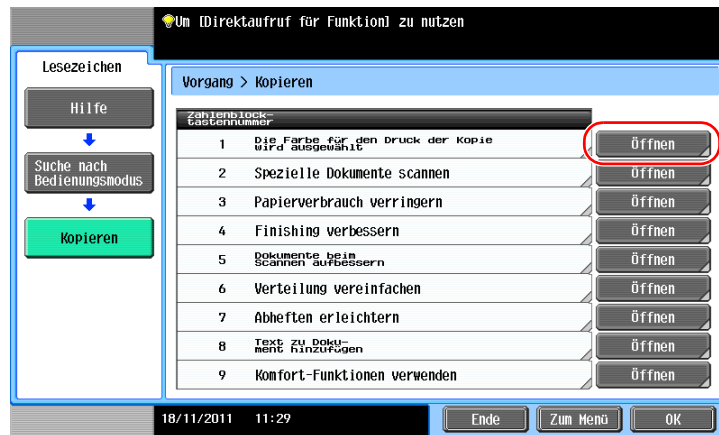 Um [Direktaufruf für Funktion] zu nutzen
Lesezeichen
Hilfe
Suche nach
Bedienungsmodus
Kopieren
Vorgang > Kopieren
Zahlenblock-
tastennummer
1 Die Farbe für den Druck der Kopie
wird ausgewählt Öffnen
2 Spezielle Dokumente scannen Öffnen
3 Papierverbrauch verringern Öffnen
4 Finishing verbessern Öffnen
5 Dokumente beim
Scannen aufbessern Öffnen
6 Verteilung vereinfachen Öffnen
7 Abheften erleichtern Öffnen
8 Text zu Doku-
ment hinzufügen Öffnen
9 Komfort-Funktionen verwenden Öffnen
18/11/2011 11:29 Ende Zum Menü OK